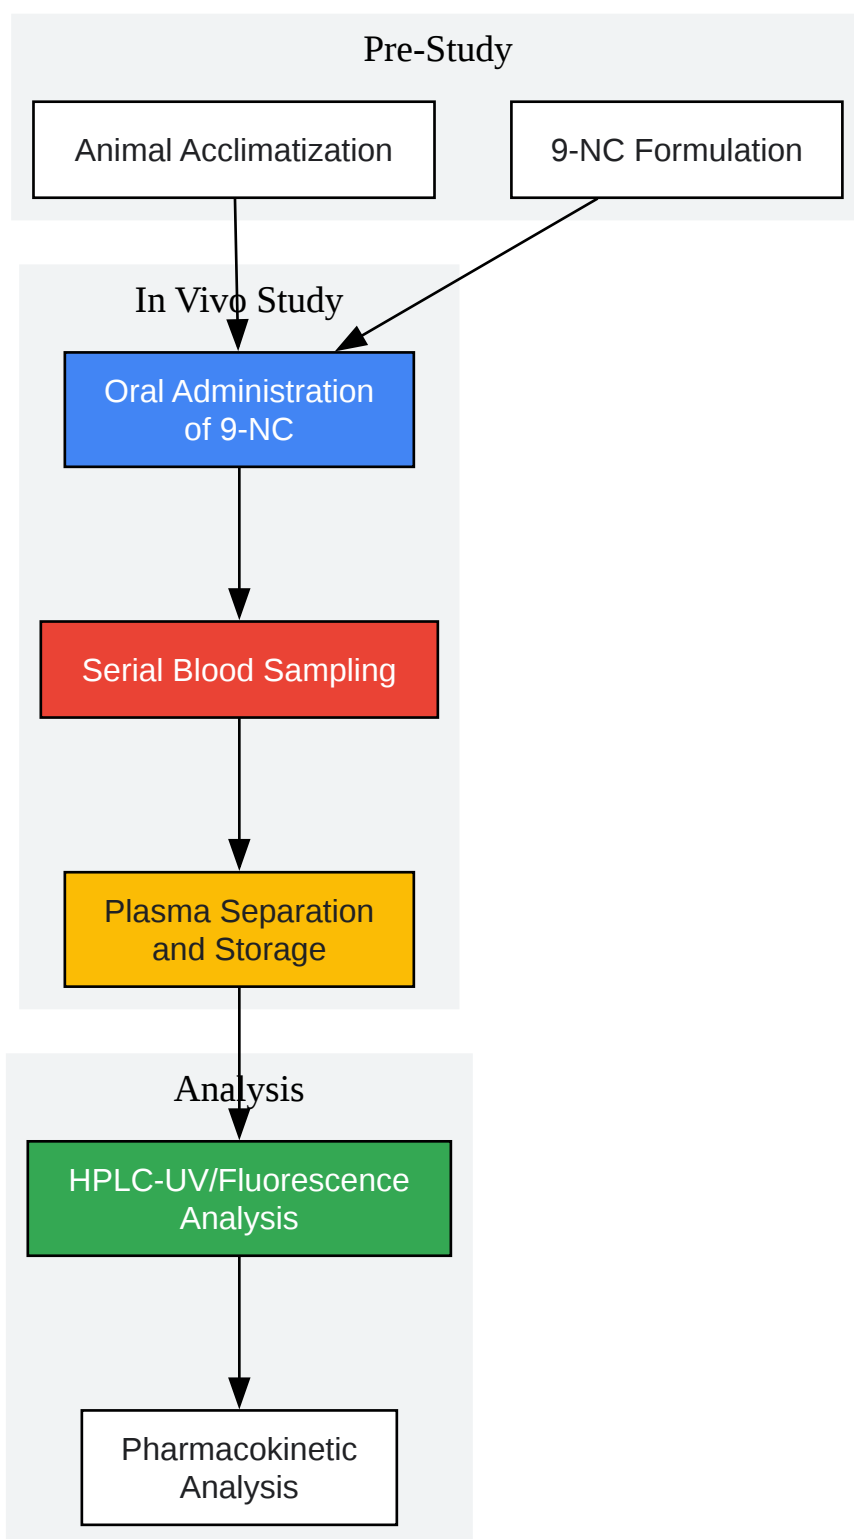 Pre-Study
Animal Acclimatization
9-NC Formulation
In Vivo Study
Oral Administration
of 9-NC
Serial Blood Sampling
Plasma Separation
and Storage
Analysis
HPLC-UV/Fluorescence
Analysis
Pharmacokinetic
Analysis